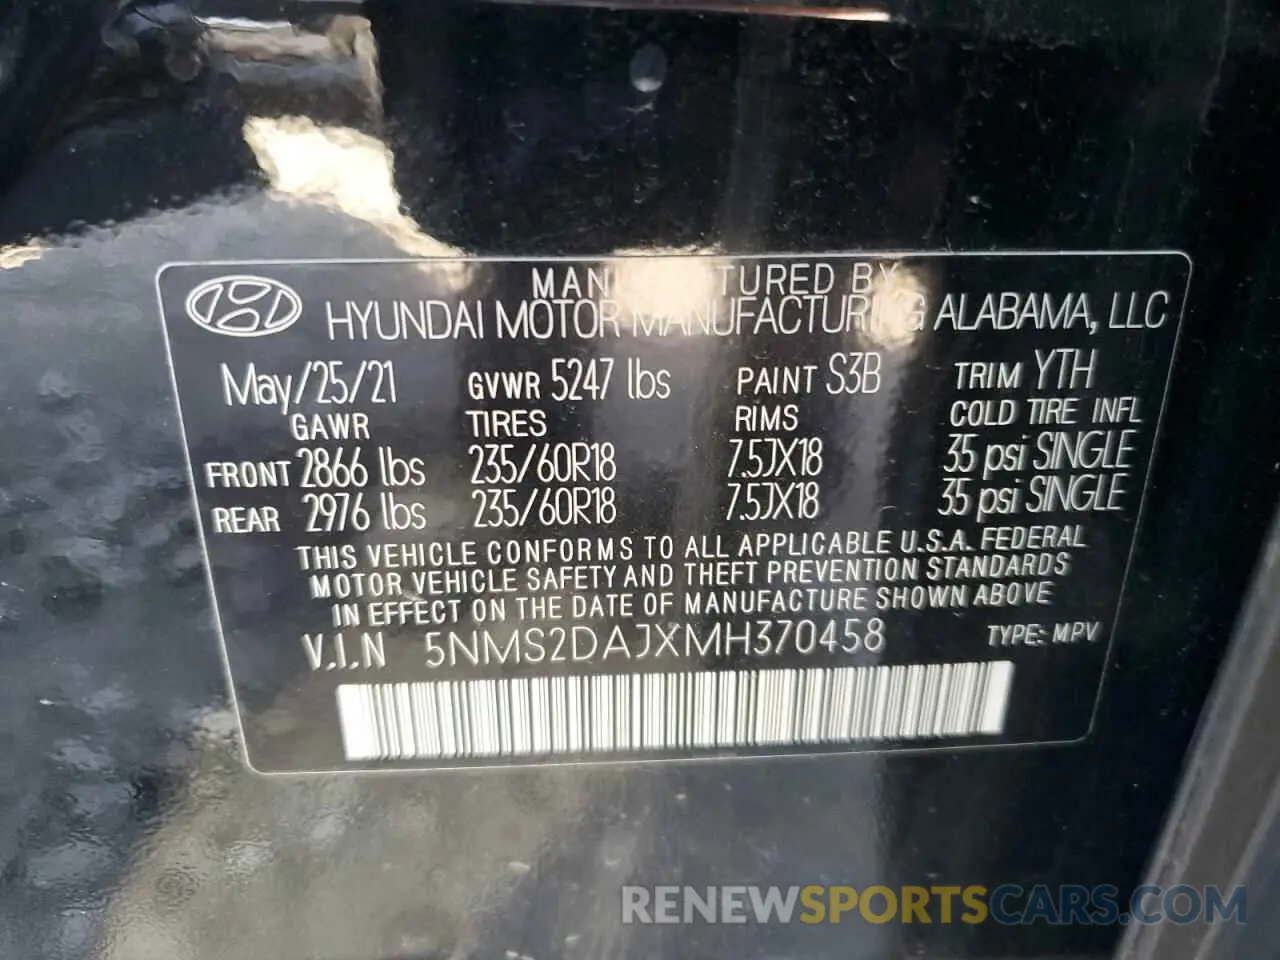 MANUFACTURED BY
HYUNDAI MOTOR MANUFACTURING ALABAMA, LLC
May/25/21 GVWR 5247 lbs PAINT S3B TRIM YTH
GAWR TIRES RIMS COLD TIRE INFL
FRONT 2866 lbs 235/60R18 7.5JX18 35 psi SINGLE
REAR 2976 lbs 235/60R18 7.5JX18 35 psi SINGLE
THIS VEHICLE CONFORMS TO ALL APPLICABLE U.S.A. FEDERAL
MOTOR VEHICLE SAFETY AND THEFT PREVENTION STANDARDS
IN EFFECT ON THE DATE OF MANUFACTURE SHOWN ABOVE
V.I.N 5NMS2DAJXMH370458 TYPE: MPV
RENEWSPORTSCARS.COM